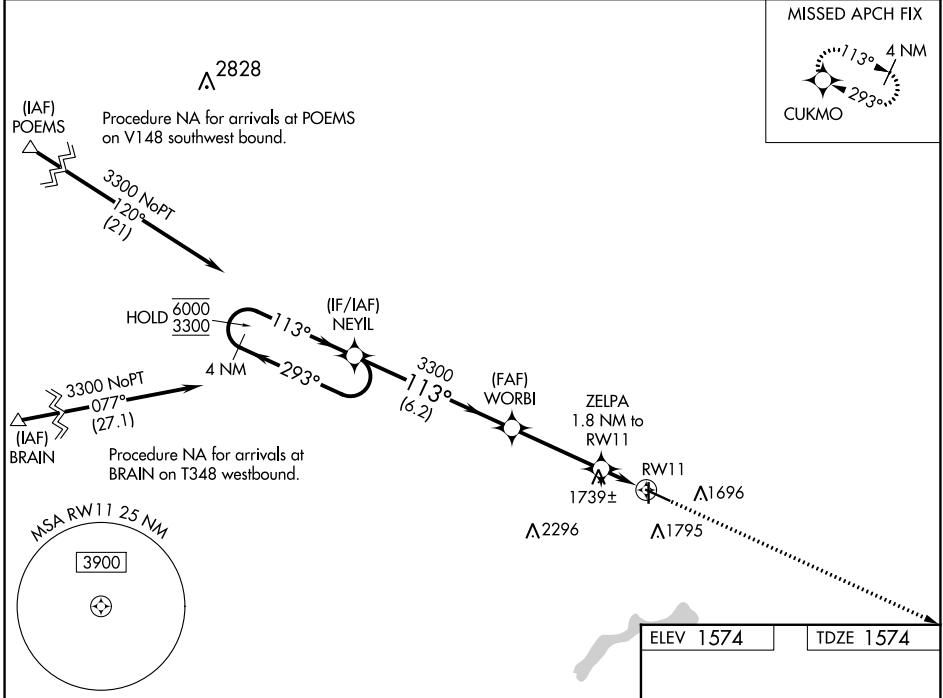 MISSED APCH FIX
113°
4 NM
293°
CUKMO
2828
(IAF)
POEMS
Procedure NA for arrivals at POEMS
on V148 southwest bound.
3300 NoPT
120°
(21)
HOLD
6000
3300
113°
(IF/IAF)
NEYIL
4 NM
293°
3300
113°
(6.2)
(FAF)
WORBI
ZELPA
1.8 NM to
RW11
RW11
1739±
1696
2296
1795
3300 NoPT
077°
(27.1)
(IAF)
BRAIN
Procedure NA for arrivals at
BRAIN on T348 westbound.
MSA RW11 25 NM
3900
ELEV 1574
TDZE 1574